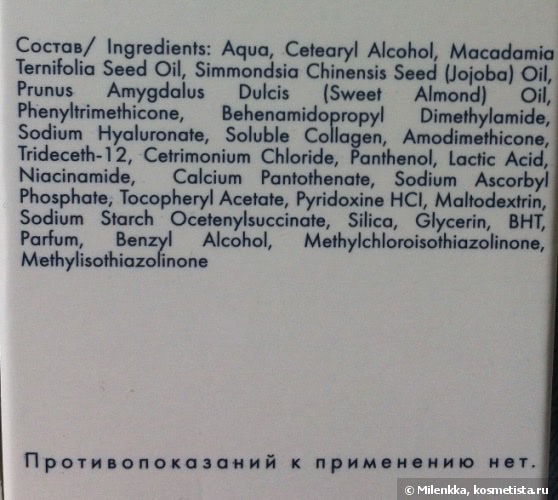 Состав/ Ingredients: Aqua, Cetearyl Alcohol, Macadamia
Ternifolia Seed Oil, Simmondsia Chinensis Seed (Jojoba) Oil,
Prunus Amygdalus Dulcis (Sweet Almond) Oil,
Phenyltrimethicone, Behenamidopropyl Dimethylamide,
Sodium Hyaluronate, Soluble Collagen, Amodimethicone,
Trideceth-12, Cetrimonium Chloride, Panthenol, Lactic Acid,
Niacinamide, Calcium Pantothenate, Sodium Ascorbyl
Phosphate, Tocopheryl Acetate, Pyridoxine HCl, Maltodextrin,
Sodium Starch Ocetenylsuccinate, Silica, Glycerin, BHT,
Parfum, Benzyl Alcohol, Methylchloroisothiazolinone,
Methylisothiazolinone
Противопоказаний к применению нет.
© Milenkka, kosmetista.ru